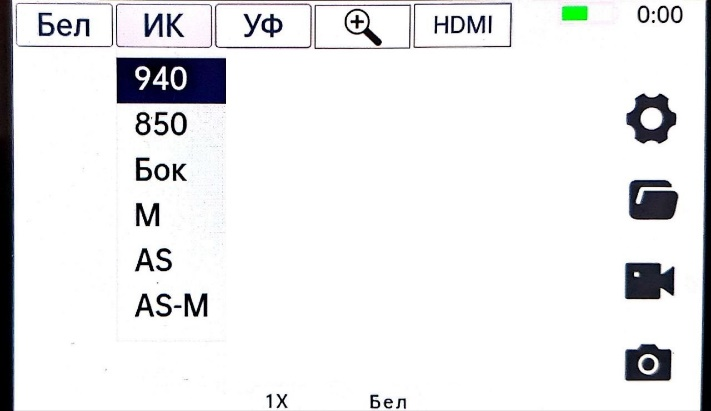 Бел ИК Уф HDMI 0:00
940
850
Бок
М
AS
AS-M
1X Бел